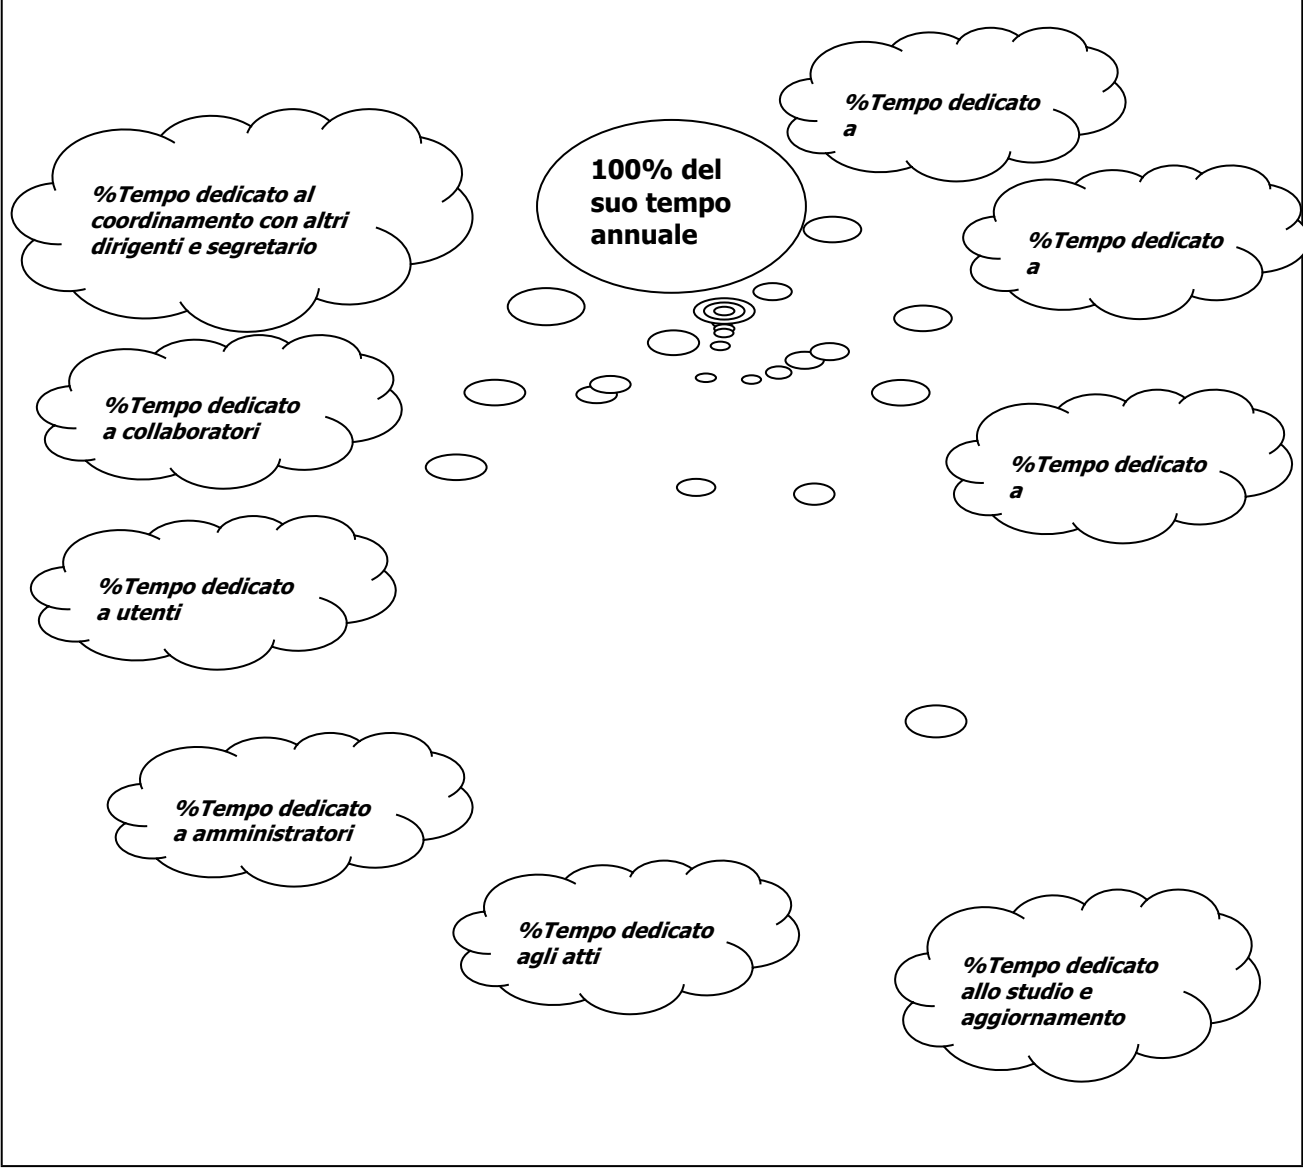 %Tempo dedicato
a
100% del
suo tempo
annuale
%Tempo dedicato al
coordinamento con altri
dirigenti e segretario
%Tempo dedicato
a
%Tempo dedicato
a collaboratori
%Tempo dedicato
a
%Tempo dedicato
a utenti
%Tempo dedicato
a amministratori
%Tempo dedicato
agli atti
%Tempo dedicato
allo studio e
aggiornamento